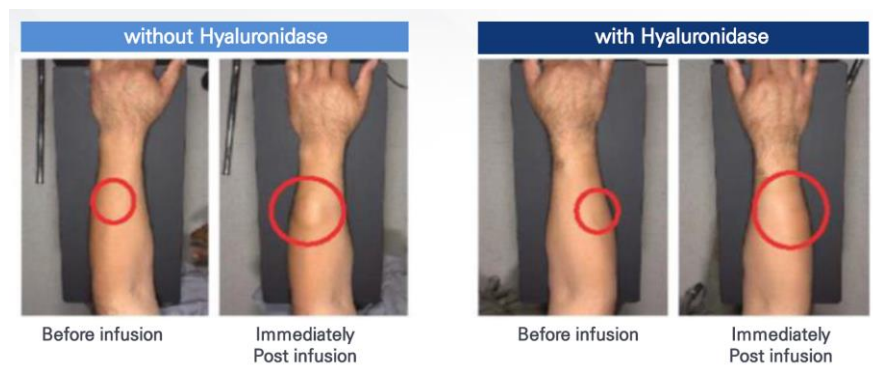 without Hyaluronidase
with Hyaluronidase
Before infusion
Immediately
Post infusion
Before infusion
Immediately
Post infusion